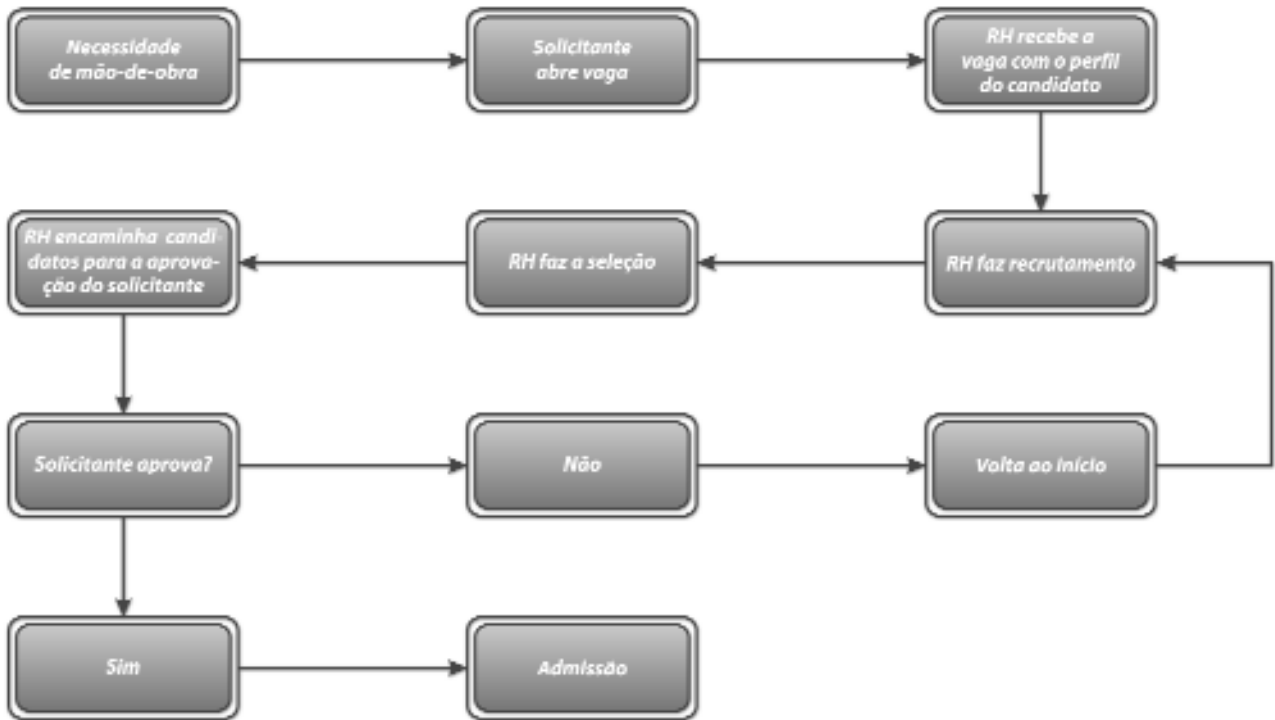 Necessidade
de mão-de-obra
Solicitante
abre vaga
RH recebe a
vaga com o perfil
do candidato
RH encaminha candi-
datos para a aprova-
ção do solicitante
RH faz a seleção
RH faz recrutamento
Solicitante aprova?
Não
Volta ao início
Sim
Admissão